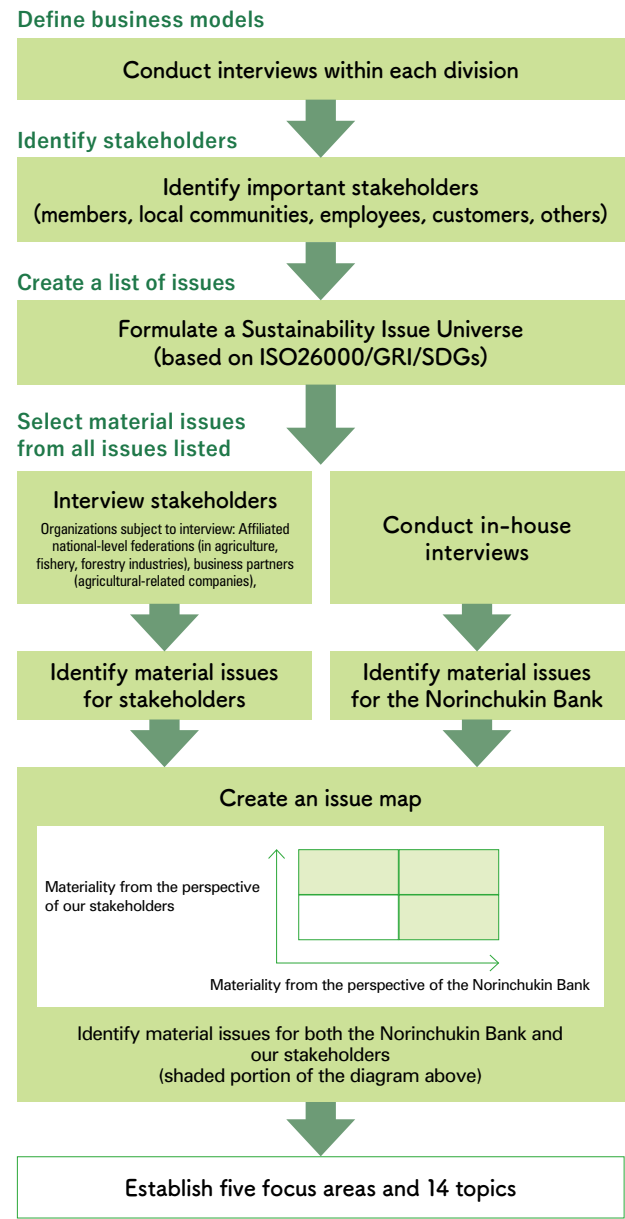 Define business models
Conduct interviews within each division
Identify stakeholders
Identify important stakeholders
(members, local communities, employees, customers, others)
Create a list of issues
Formulate a Sustainability Issue Universe
(based on ISO26000/GRI/SDGs)
Select material issues
from all issues listed
Interview stakeholders
Organizations subject to interview: Affiliated
national-level federations (in agriculture,
fishery, forestry industries), business partners
(agricultural-related companies),
Conduct in-house
interviews
Identify material issues
for stakeholders
Identify material issues
for the Norinchukin Bank
Create an issue map
Materiality from the perspective
of our stakeholders
Materiality from the perspective of the Norinchukin Bank
Identify material issues for both the Norinchukin Bank and
our stakeholders
(shaded portion of the diagram above)
Establish five focus areas and 14 topics